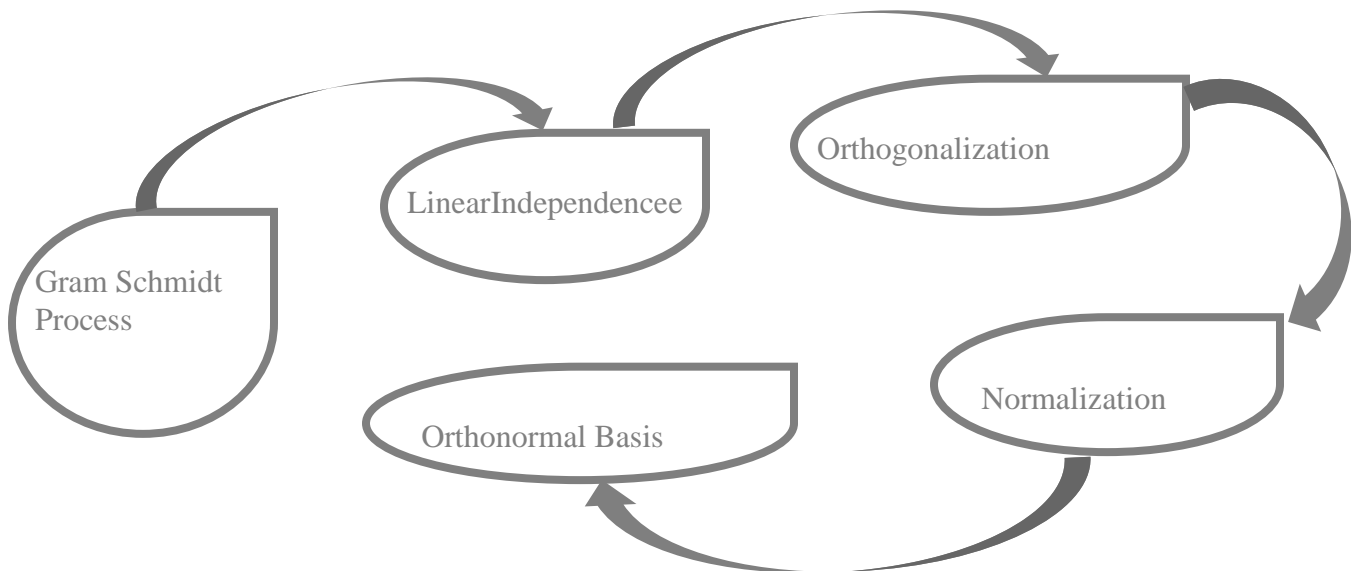 Gram Schmidt
Process
LinearIndependencee
Orthogonalization
Normalization
Orthonormal Basis